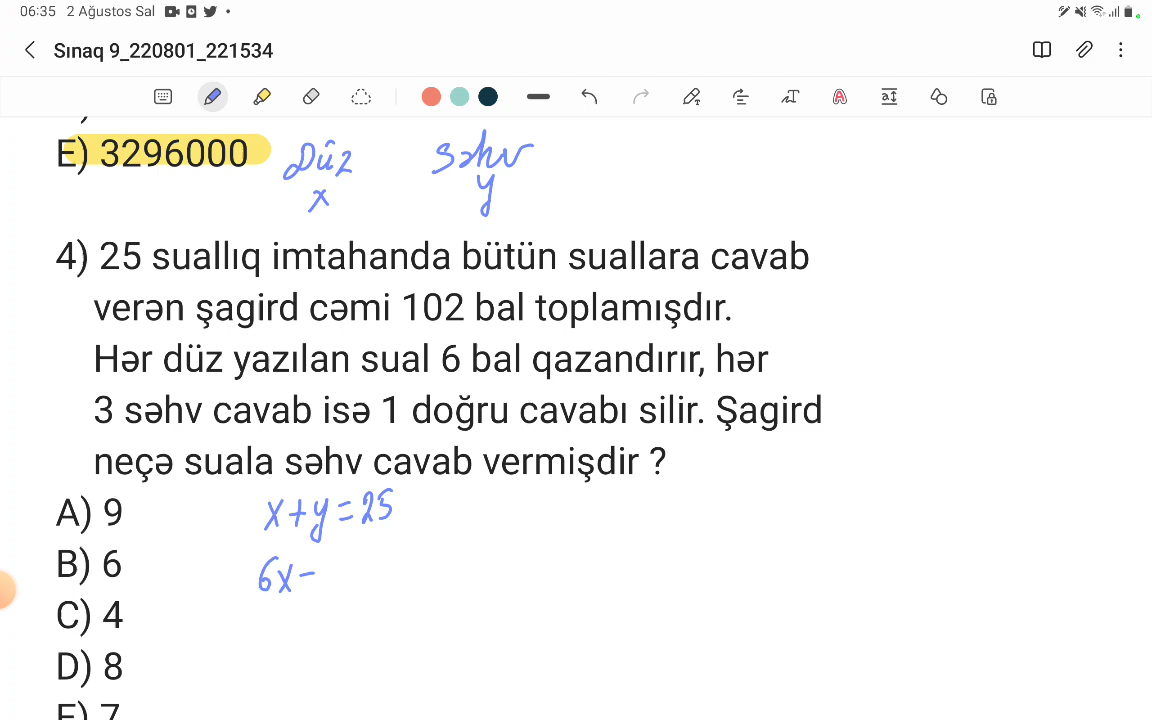 06:35 2 Ağustos Sal
Sınaq 9_220801_221534
E) 3296000 Düz səhv
x y
4) 25 suallıq imtahanda bütün suallara cavab
verən şagird cəmi 102 bal toplamışdır.
Hər düz yazılan sual 6 bal qazandırır, hər
3 səhv cavab isə 1 doğru cavabı silir. Şagird
neçə suala səhv cavab vermişdir ?
A) 9 x+y=25
B) 6 6x-
C) 4
D) 8
E) 7